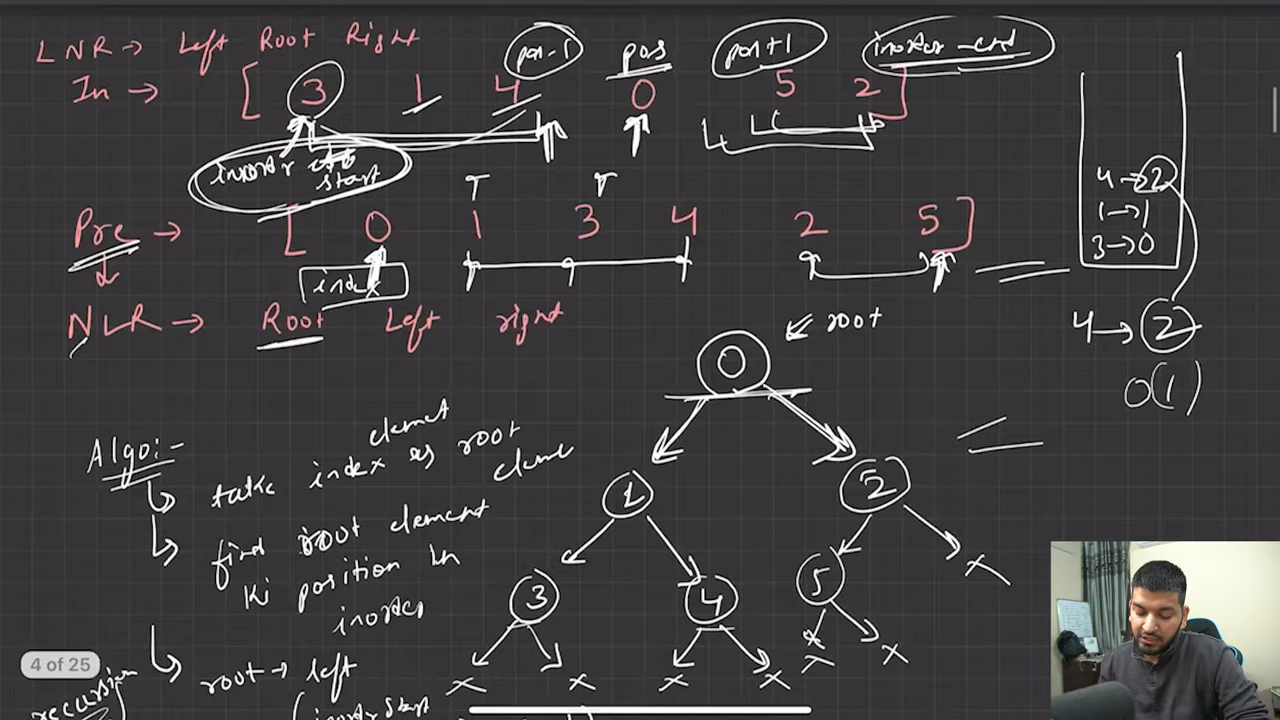 LNR → Left Root Right
pos-1 pos pos+1 inorder-end
In → [ 3 1 4 0 5 2 ]
inorder start
Pre → [ 0 1 3 4 2 5 ]
index
NLR → Root Left right
4 → 2
1 → 1
3 → 0
4 → 2
O(1)
root
0
1 2
3 4 5 x
x x x x x x
Algo:-
element
take index as root
find root element
ki position in
inorder
root → left
recursion
inorder start
4 of 25